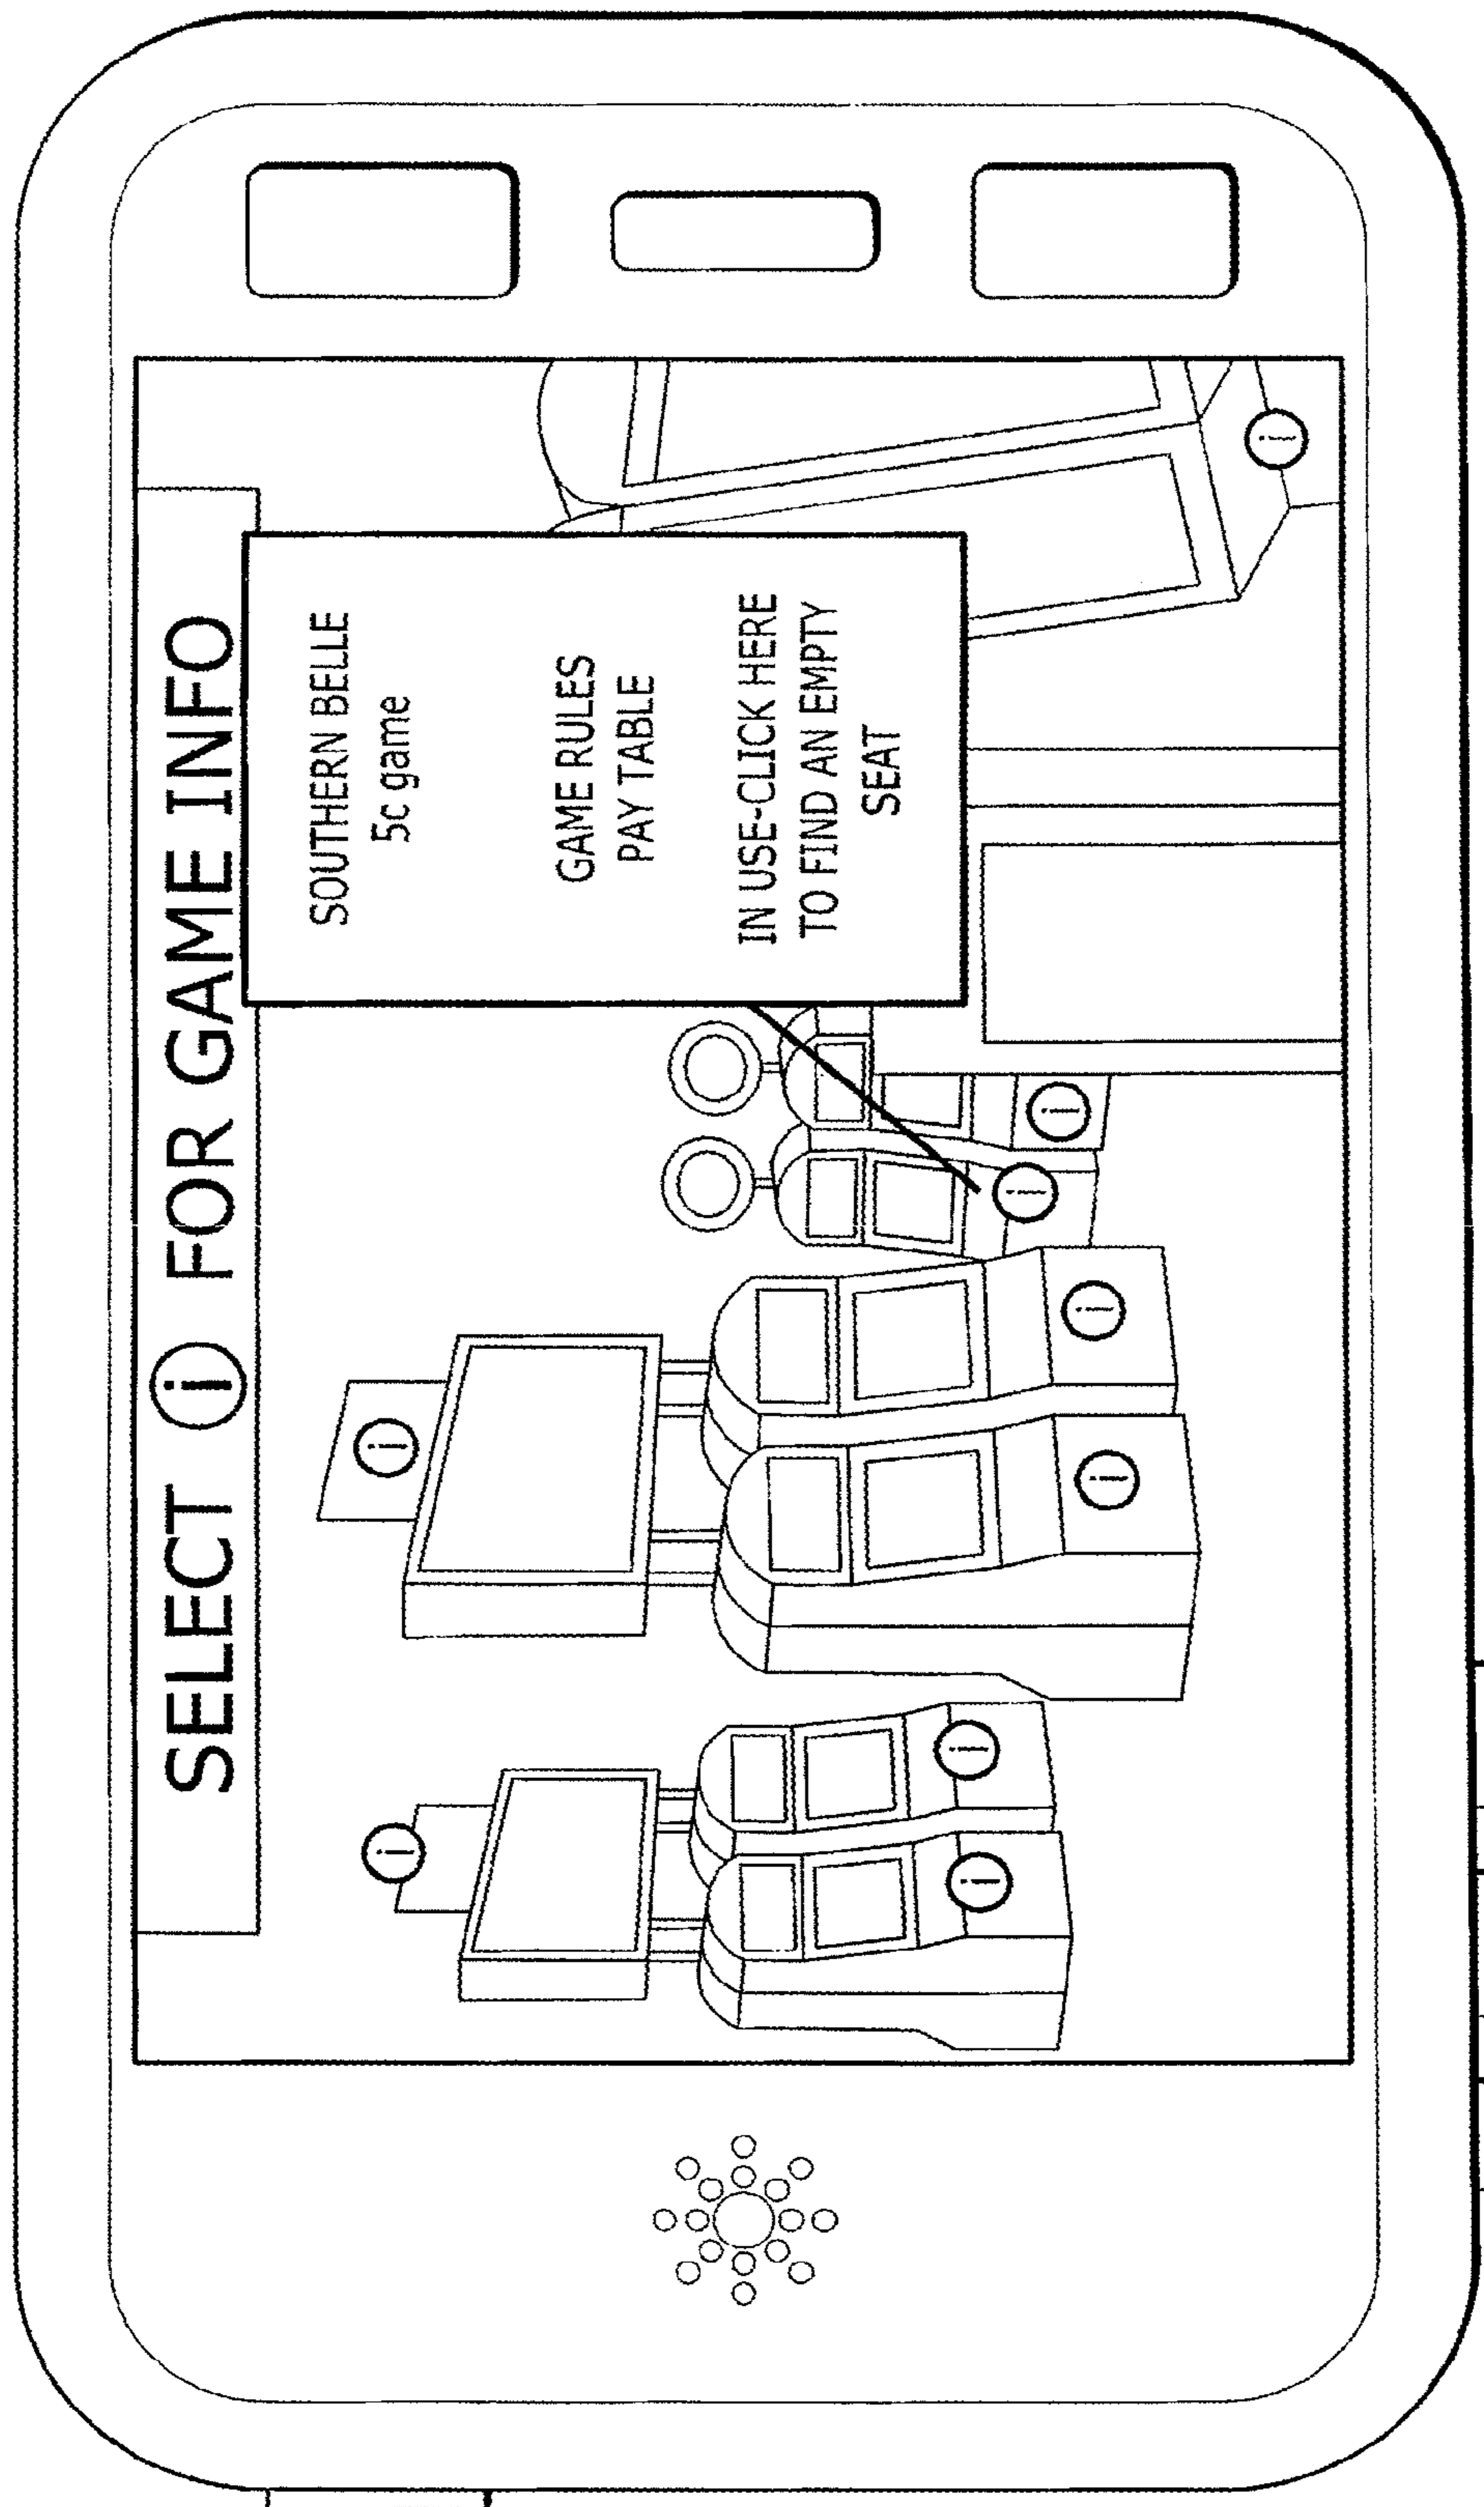 SELECT i FOR GAME INFO
SOUTHERN BELLE
5c game
GAME RULES
PAY TABLE
IN USE-CLICK HERE
TO FIND AN EMPTY
SEAT
i
i
i
i
i
i
i
i
i